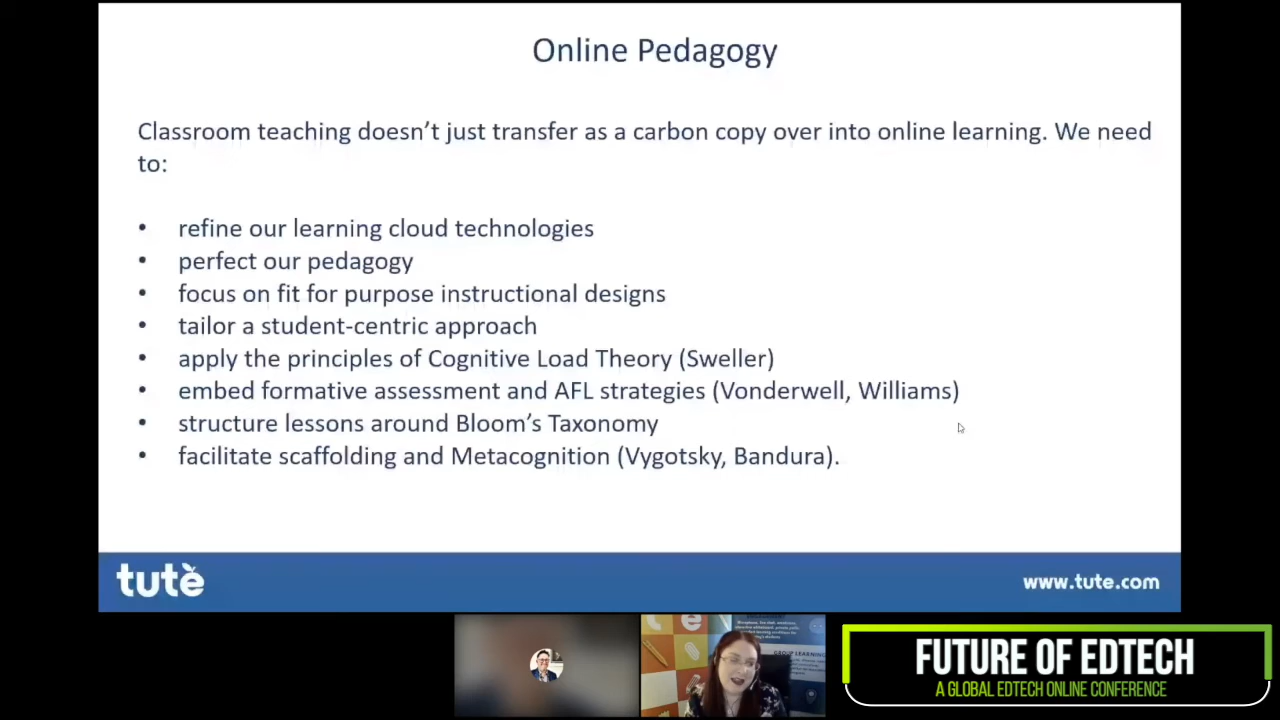 Online Pedagogy
Classroom teaching doesn't just transfer as a carbon copy over into online learning. We need
to:
• refine our learning cloud technologies
• perfect our pedagogy
• focus on fit for purpose instructional designs
• tailor a student-centric approach
• apply the principles of Cognitive Load Theory (Sweller)
• embed formative assessment and AFL strategies (Vonderwell, Williams)
• structure lessons around Bloom's Taxonomy
• facilitate scaffolding and Metacognition (Vygotsky, Bandura).
tutè
www.tute.com
GROUP LEARNING
FUTURE OF EDTECH
A GLOBAL EDTECH ONLINE CONFERENCE